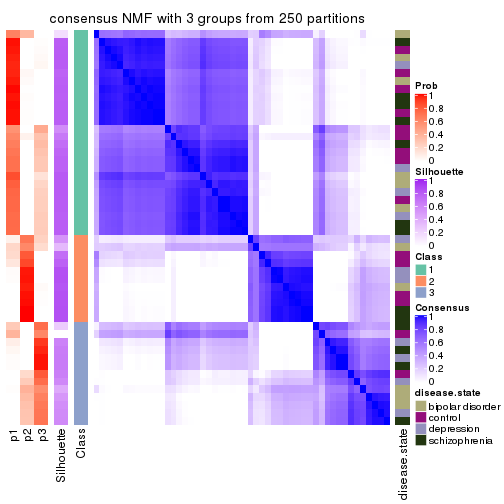 consensus NMF with 3 groups from 250 partitions
Prob
1
0.8
0.6
0.4
0.2
0
Silhouette
1
0.8
0.6
0.4
0.2
0
Class
1
2
3
Consensus
1
0.8
0.6
0.4
0.2
0
disease.state
bipolar disorder
control
depression
schizophrenia
p1
p2
p3
Silhouette
Class
disease.state